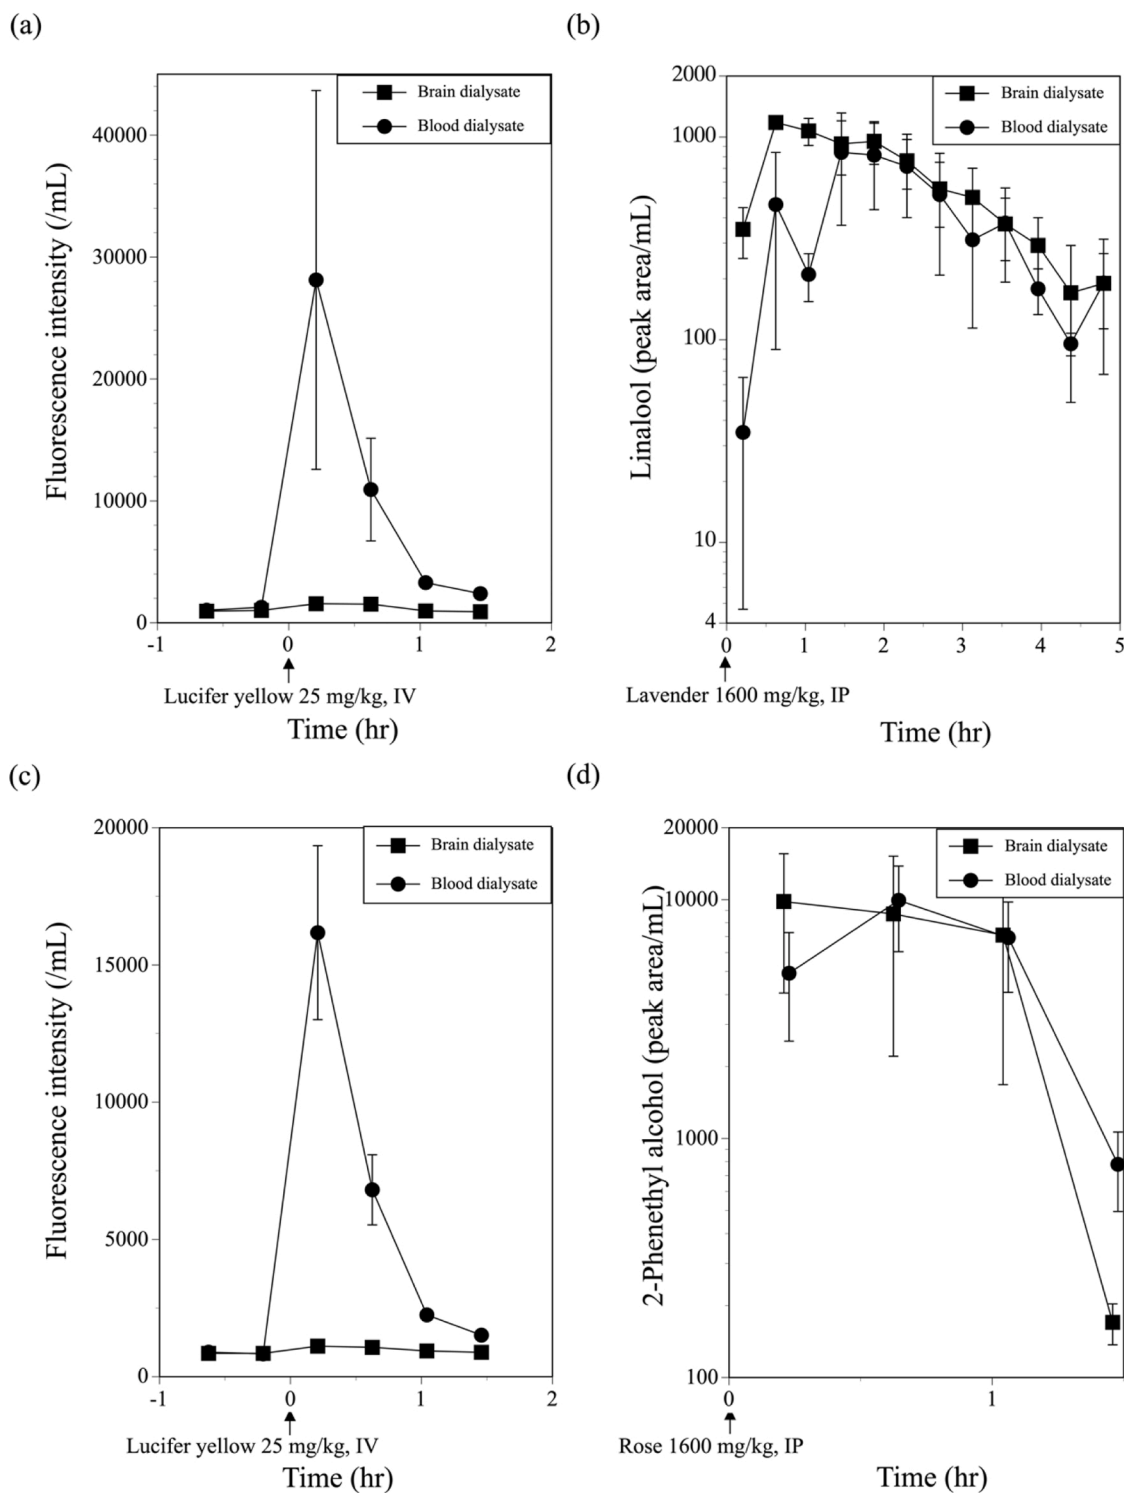 (a)
Brain dialysate
Blood dialysate
Fluorescence intensity (/mL)
40000
30000
20000
10000
0
-1
0
1
2
Lucifer yellow 25 mg/kg, IV
Time (hr)
(b)
Brain dialysate
Blood dialysate
Linalool (peak area/mL)
2000
1000
100
10
4
0
1
2
3
4
5
Lavender 1600 mg/kg, IP
Time (hr)
(c)
Brain dialysate
Blood dialysate
Fluorescence intensity (/mL)
20000
15000
10000
5000
0
-1
0
1
2
Lucifer yellow 25 mg/kg, IV
Time (hr)
(d)
Brain dialysate
Blood dialysate
2-Phenethyl alcohol (peak area/mL)
20000
10000
1000
100
0
1
Rose 1600 mg/kg, IP
Time (hr)